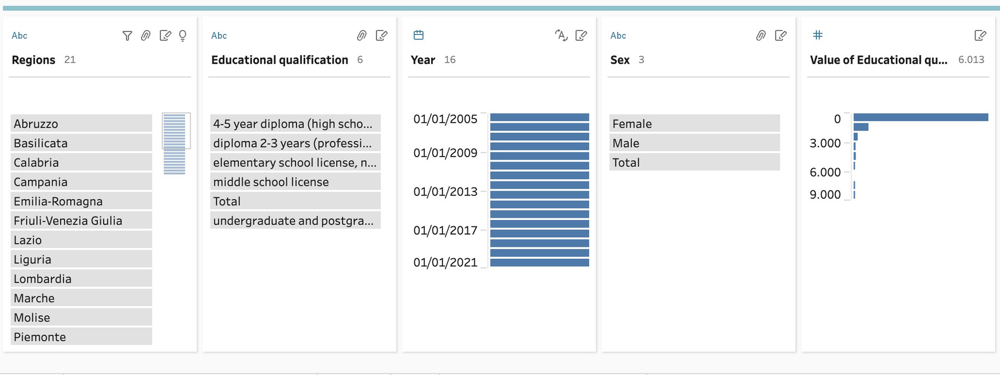 Abc
Regions 21
Abruzzo
Basilicata
Calabria
Campania
Emilia-Romagna
Friuli-Venezia Giulia
Lazio
Liguria
Lombardia
Marche
Molise
Piemonte
Abc
Educational qualification 6
4-5 year diploma (high scho...
diploma 2-3 years (professi...
elementary school license, n...
middle school license
Total
undergraduate and postgra...
Year 16
01/01/2005
01/01/2009
01/01/2013
01/01/2017
01/01/2021
Abc
Sex 3
Female
Male
Total
#
Value of Educational qu... 6.013
0
3.000
6.000
9.000